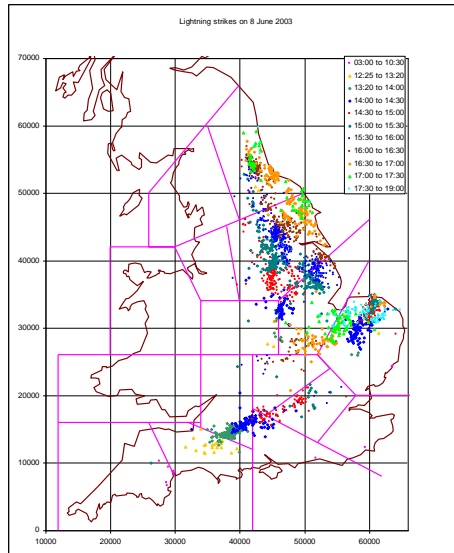 Lightning strikes on 8 June 2003
70000
60000
50000
40000
30000
20000
10000
0
10000 20000 30000 40000 50000 60000
03:00 to 10:30
12:25 to 13:20
13:20 to 14:00
14:00 to 14:30
14:30 to 15:00
15:00 to 15:30
15:30 to 16:00
16:00 to 16:30
16:30 to 17:00
17:00 to 17:30
17:30 to 19:00